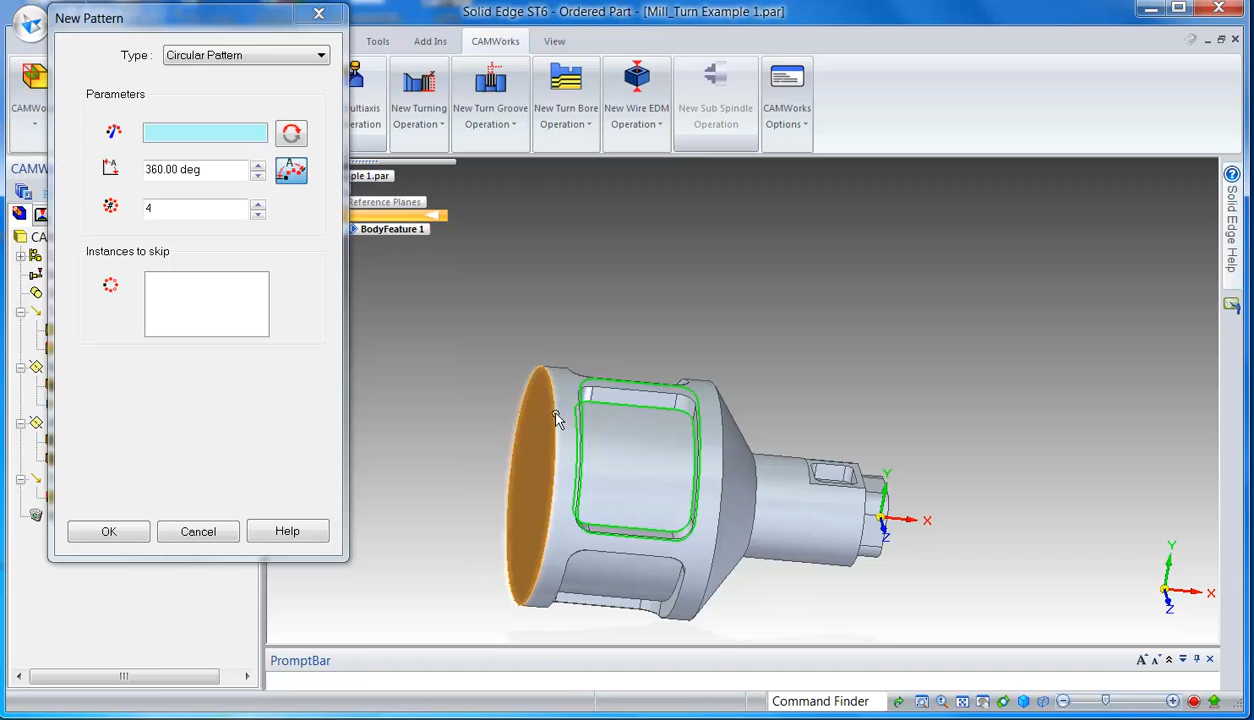 New Pattern
Solid Edge ST6 - Ordered Part - [Mill_Turn Example 1.par]
Type : Circular Pattern
Tools Add Ins CAMWorks View
Parameters
360.00 deg
4
Instances to skip
OK Cancel Help
New Turning Operation
New Turn Groove Operation
New Turn Bore Operation
New Wire EDM Operation
New Sub Spindle Operation
CAMWorks Options
ple 1.par
Reference Planes
BodyFeature 1
Solid Edge Help
Y
X
Z
Y
X
Z
PromptBar
Command Finder